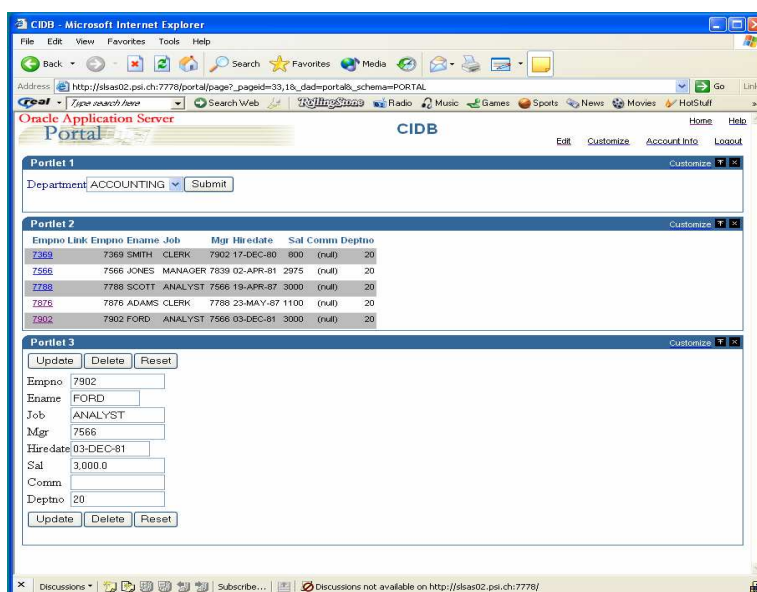 CIDB - Microsoft Internet Explorer
File Edit View Favorites Tools Help
Back Search Favorites Media
Address http://slsas02.psi.ch:7778/portal/page?_pageid=33,1&_dad=portal&_schema=PORTAL Go Link
Real Type search here Search Web RollingStone Radio Music Games Sports News Movies HotStuff »
Oracle Application Server
Portal
CIDB
Home Help
Edit Customize Account Info Logout
Portlet 1 Customize
Department ACCOUNTING Submit
Portlet 2 Customize
Empno Link Empno Ename Job Mgr Hiredate Sal Comm Deptno
7369 7369 SMITH CLERK 7902 17-DEC-80 800 (null) 20
7566 7566 JONES MANAGER 7839 02-APR-81 2975 (null) 20
7788 7788 SCOTT ANALYST 7566 19-APR-87 3000 (null) 20
7876 7876 ADAMS CLERK 7788 23-MAY-87 1100 (null) 20
7902 7902 FORD ANALYST 7566 03-DEC-81 3000 (null) 20
Portlet 3 Customize
Update Delete Reset
Empno 7902
Ename FORD
Job ANALYST
Mgr 7566
Hiredate 03-DEC-81
Sal 3,000.0
Comm
Deptno 20
Update Delete Reset
Discussions Subscribe... Discussions not available on http://slsas02.psi.ch:7778/